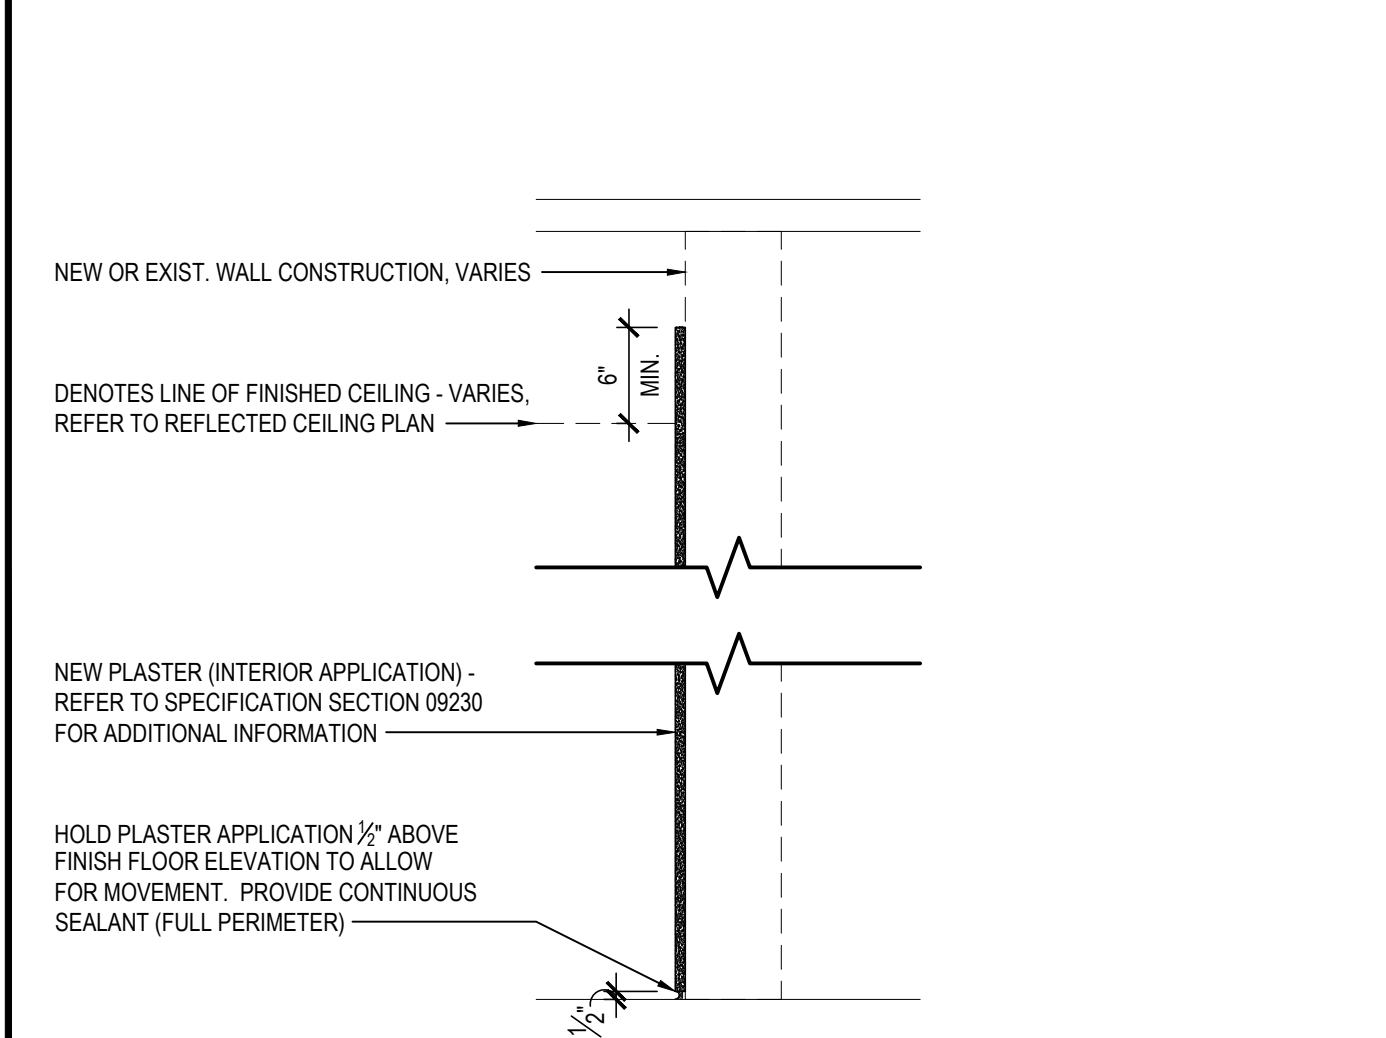 NEW OR EXIST. WALL CONSTRUCTION, VARIES
6"
MIN.
DENOTES LINE OF FINISHED CEILING - VARIES,
REFER TO REFLECTED CEILING PLAN
NEW PLASTER (INTERIOR APPLICATION) -
REFER TO SPECIFICATION SECTION 09230
FOR ADDITIONAL INFORMATION
HOLD PLASTER APPLICATION 1/2" ABOVE
FINISH FLOOR ELEVATION TO ALLOW
FOR MOVEMENT.  PROVIDE CONTINUOUS
SEALANT (FULL PERIMETER)
1/2"